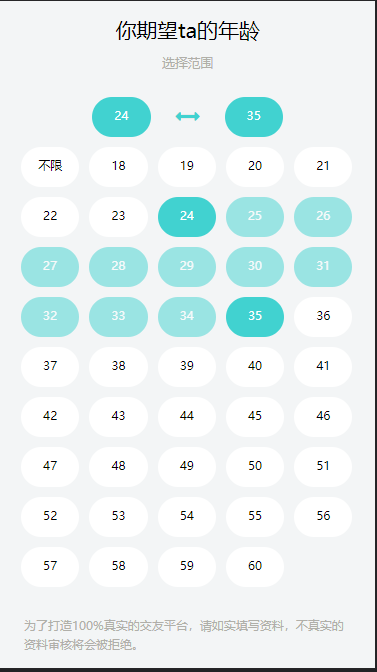 你期望ta的年龄
选择范围
24 35
不限 18 19 20 21
22 23 24 25 26
27 28 29 30 31
32 33 34 35 36
37 38 39 40 41
42 43 44 45 46
47 48 49 50 51
52 53 54 55 56
57 58 59 60
为了打造100%真实的交友平台，请如实填写资料，不真实的
资料审核将会被拒绝。